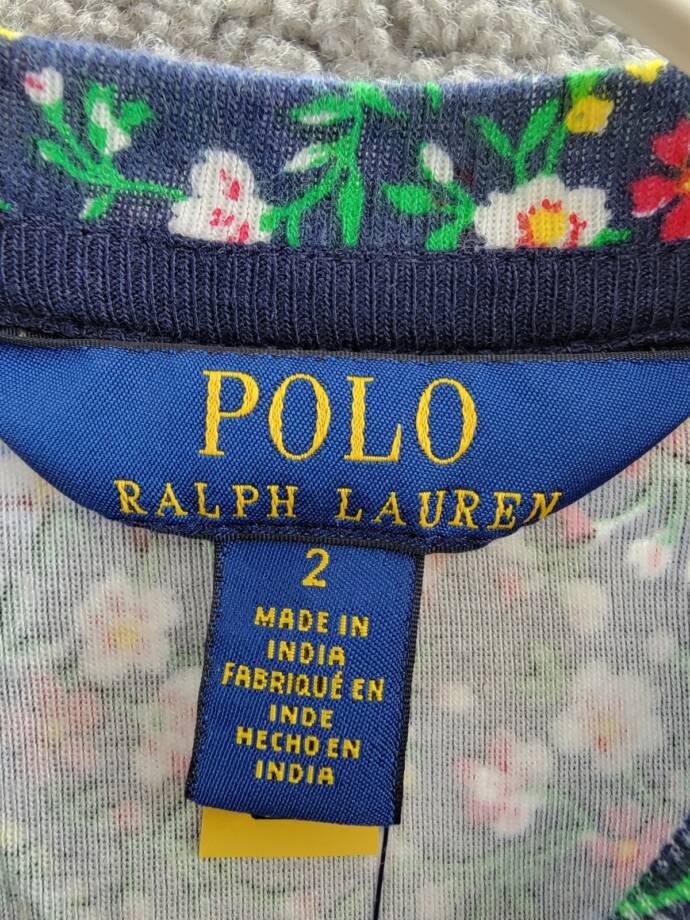 POLO
RALPH LAUREN
2
MADE IN
INDIA
FABRIQUÉ EN
INDE
HECHO EN
INDIA